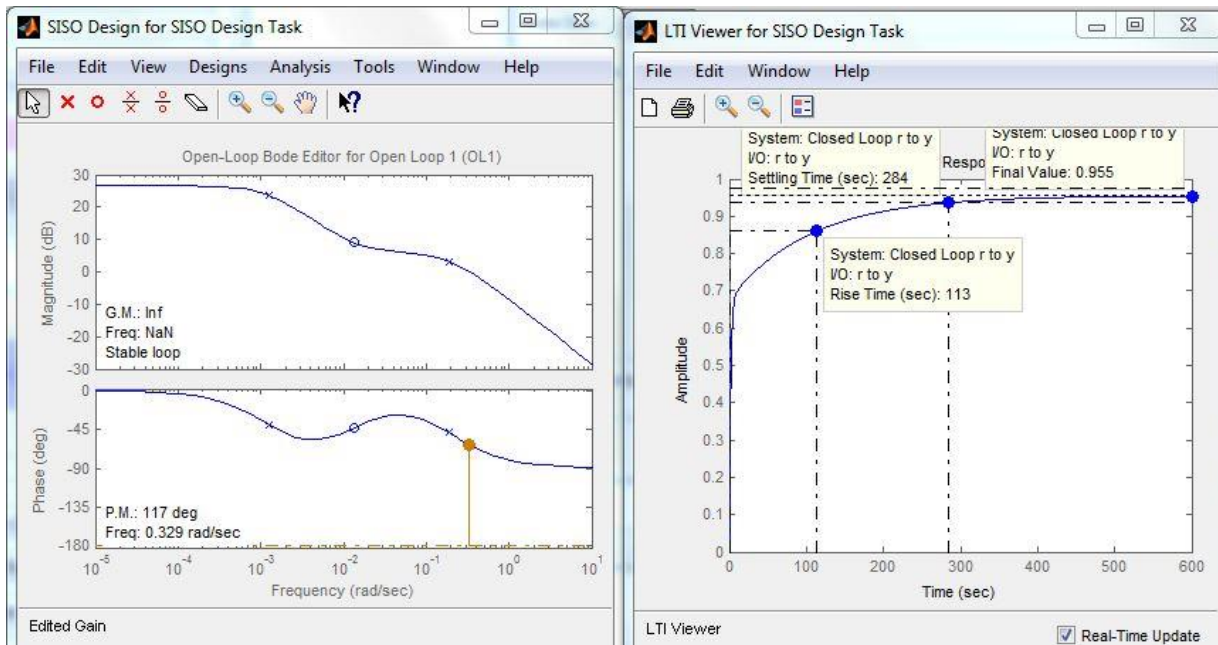 SISO Design for SISO Design Task
File Edit View Designs Analysis Tools Window Help
Open-Loop Bode Editor for Open Loop 1 (OL1)
30
20
10
0
-10
-20
-30
Magnitude (dB)
G.M.: Inf
Freq: NaN
Stable loop
0
-45
-90
-135
-180
Phase (deg)
P.M.: 117 deg
Freq: 0.329 rad/sec
10^-5 10^-4 10^-3 10^-2 10^-1 10^0 10^1
Frequency (rad/sec)
Edited Gain
LTI Viewer for SISO Design Task
File Edit Window Help
System: Closed Loop r to y
I/O: r to y
Settling Time (sec): 284
Respo
System: Closed Loop r to y
I/O: r to y
Final Value: 0.955
System: Closed Loop r to y
I/O: r to y
Rise Time (sec): 113
1
0.9
0.8
0.7
0.6
0.5
0.4
0.3
0.2
0.1
0
Amplitude
0 100 200 300 400 500 600
Time (sec)
LTI Viewer
Real-Time Update